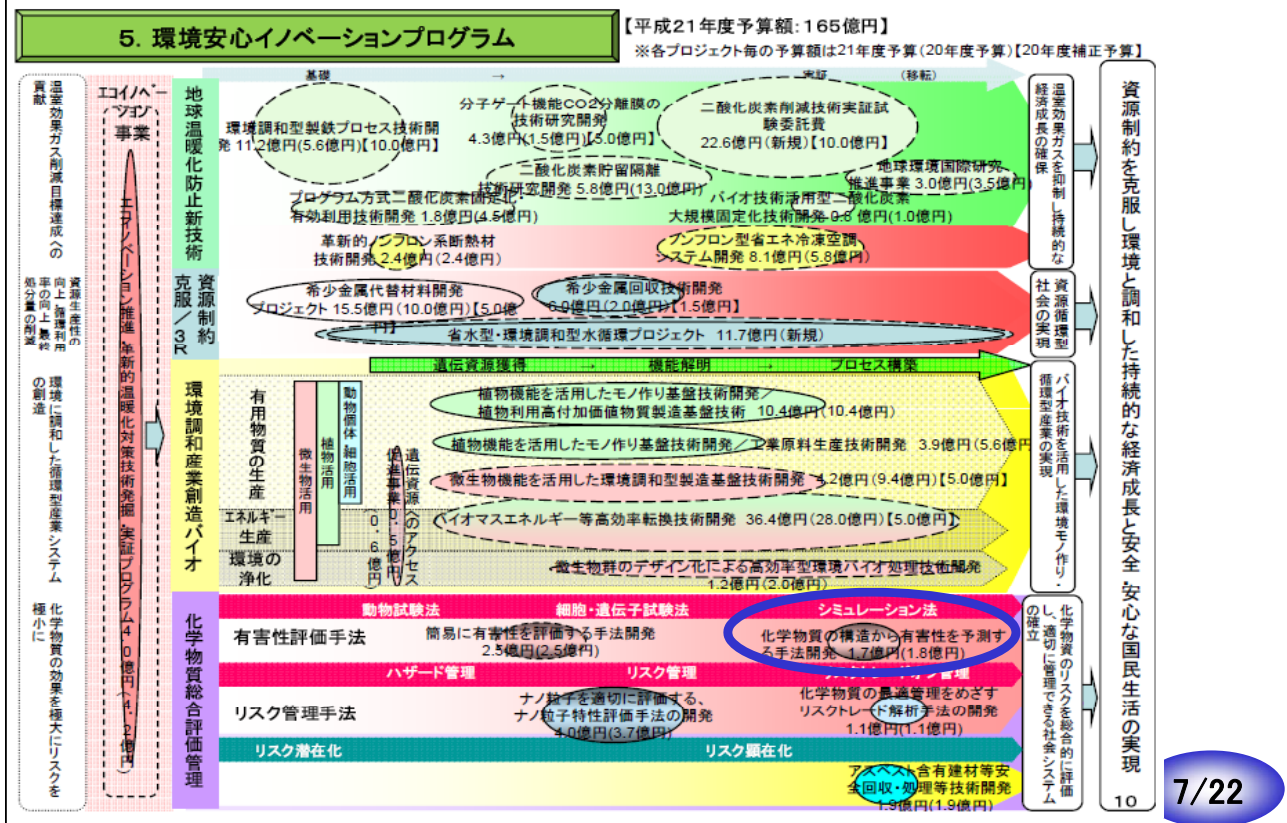 5. 環境安心イノベーションプログラム
【平成21年度予算額:165億円】
※各プロジェクト毎の予算額は21年度予算(20年度予算)【20年度補正予算】
温室効果ガス削減目標達成への
貢献
資源生産性の
向上、循環利用
率の向上、最終
処分量の削減
環境に調和した循環型産業システム
の創造
化学物質の効果を極大にリスクを
極小に
エコイノベー
ション
事業
エコイノベーション推進・革新的温暖化対策技術発掘・実証プログラム40億円(4.2億円)
基礎
→
実証
(移転)
地球温暖化防止新技術
環境調和型製鉄プロセス技術開
発 11.2億円(5.6億円)【10.0億円】
分子ゲート機能CO2分離膜の
技術研究開発
4.3億円(1.5億円)【5.0億円】
二酸化炭素削減技術実証試
験委託費
22.6億円(新規)【10.0億円】
二酸化炭素貯留隔離
技術研究開発 5.8億円(13.0億円)
地球環境国際研究
推進事業 3.0億円(3.5億円)
プログラム方式二酸化炭素固定化・
有効利用技術開発 1.8億円(4.5億円)
バイオ技術活用型二酸化炭素
大規模固定化技術開発 0.8 億円(1.0億円)
革新的ノンフロン系断熱材
技術開発 2.4億円(2.4億円)
ノンフロン型省エネ冷凍空調
システム開発 8.1億円(5.8億円)
資源制約
克服/3R
希少金属代替材料開発
プロジェクト 15.5億円(10.0億円)【5.0億
円】
希少金属回収技術開発
6.0億円(2.0億円)【1.5億円】
省水型・環境調和型水循環プロジェクト 11.7億円(新規)
環境調和産業創造バイオ
遺伝資源獲得
→
機能解明
→
プロセス構築
有用物質の生産
微生物活用
植物活用
動物個体・細胞活用
遺伝資源へのアクセス
促進事業0.5億円
(0.6億円)
植物機能を活用したモノ作り基盤技術開発/
植物利用高付加価値物質製造基盤技術 10.4億円(10.4億円)
植物機能を活用したモノ作り基盤技術開発/工業原料生産技術開発 3.9億円(5.6億円)
微生物機能を活用した環境調和型製造基盤技術開発 4.2億円(9.4億円)【5.0億円】
エネルギー
生産
バイオマスエネルギー等高効率転換技術開発 36.4億円(28.0億円)【5.0億円】
環境の
浄化
微生物群のデザイン化による高効率型環境バイオ処理技術開発
1.2億円(2.0億円)
化学物質総合評価管理
動物試験法
細胞・遺伝子試験法
シミュレーション法
有害性評価手法
簡易に有害性を評価する手法開発
2.5億円(2.5億円)
化学物質の構造から有害性を予測す
る手法開発 1.7億円(1.8億円)
ハザード管理
リスク管理
リスクトレードオフ管理
リスク管理手法
ナノ粒子を適切に評価する、
ナノ粒子特性評価手法の開発
4.0億円(3.7億円)
化学物質の最適管理をめざす
リスクトレード解析手法の開発
1.1億円(1.1億円)
リスク潜在化
リスク顕在化
アスベスト含有建材等安
全回収・処理等技術開発
1.9億円(1.9億円)
温室効果ガスを抑制し持続的な
経済成長の確保
資源循環型
社会の実現
バイオ技術を活用した環境モノ作り・
循環型産業の実現
化学物資のリスクを総合的に評価
し、適切に管理できる社会システム
の確立
資源制約を克服し環境と調和した持続的な経済成長と安全・安心な国民生活の実現
10
7/22